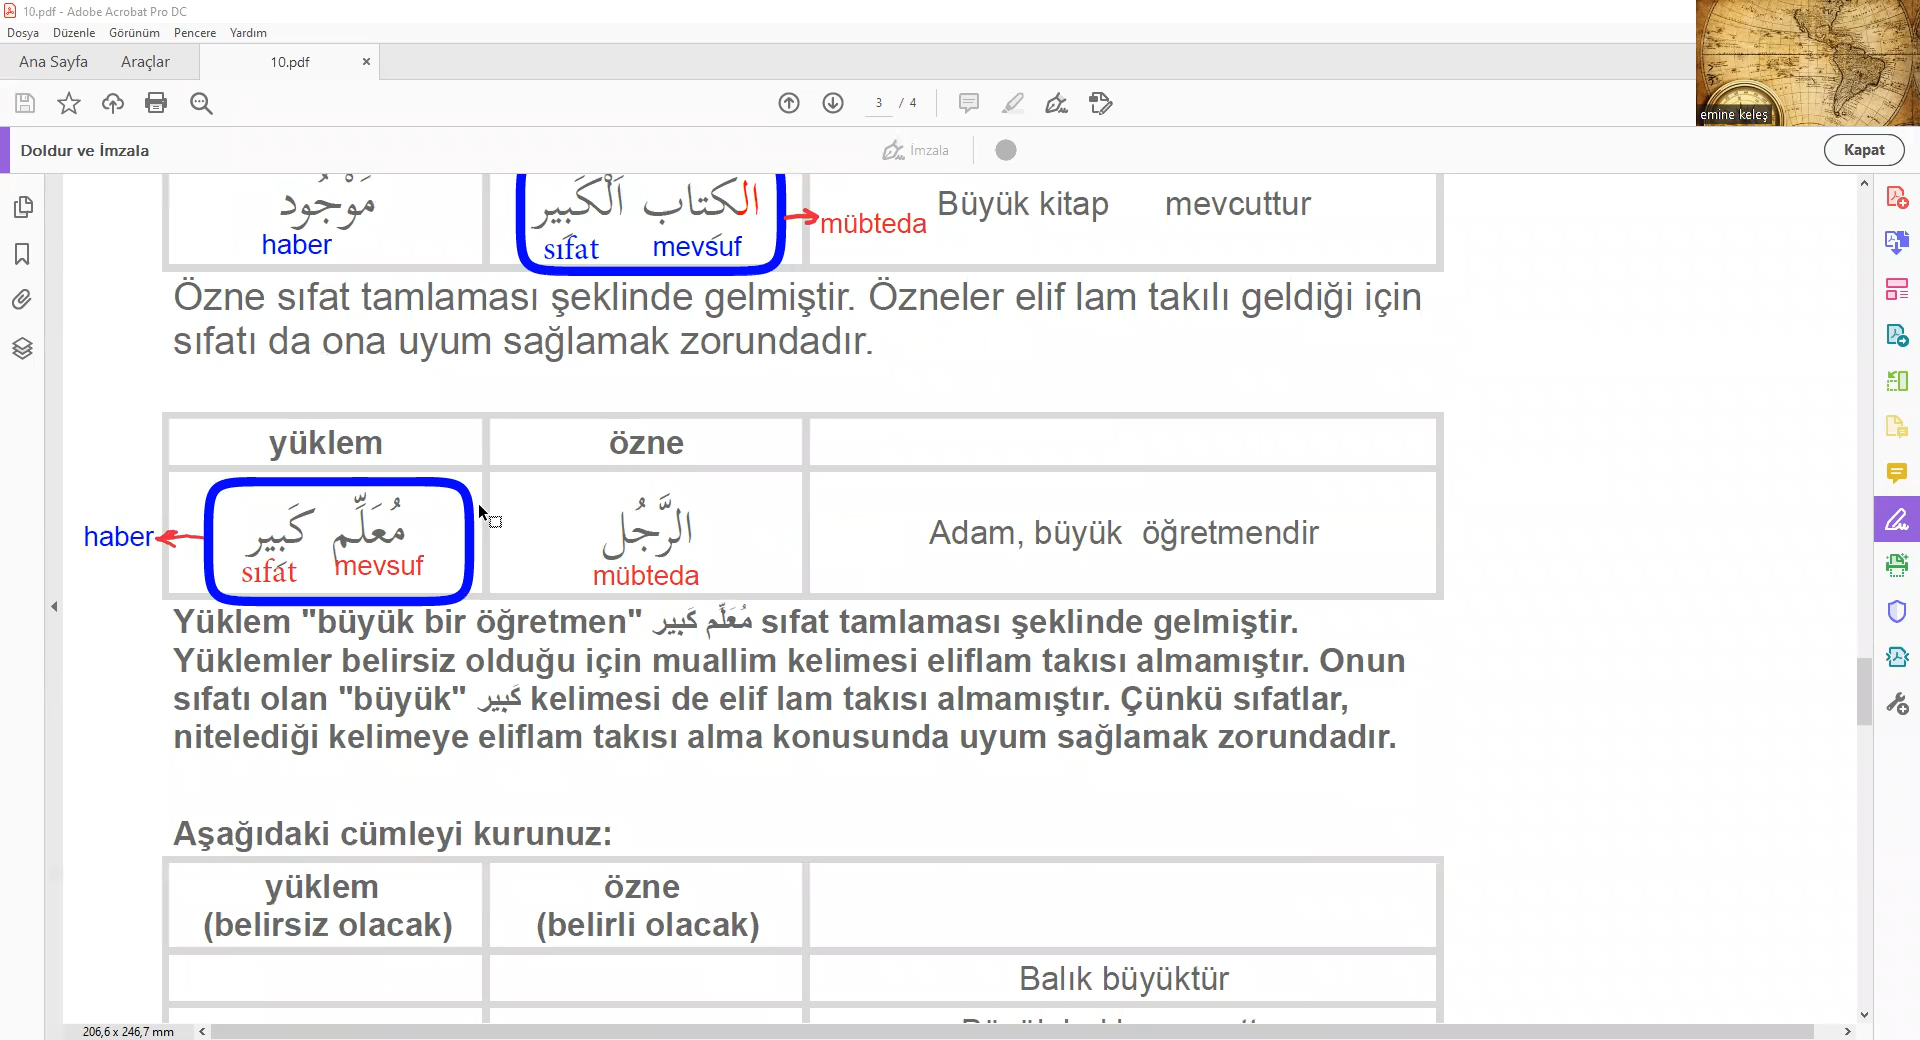 10.pdf - Adobe Acrobat Pro DC
Dosya Düzenle Görünüm Pencere Yardım
Ana Sayfa Araçlar 10.pdf ×
3 / 4
emine keleş
Doldur ve İmzala İmzala Kapat
مَوْجُود الكتاب اَلْكَبِير Büyük kitap mevcuttur
haber sıfat mevsuf mübteda
Özne sıfat tamlaması şeklinde gelmiştir. Özneler elif lam takılı geldiği için
sıfatı da ona uyum sağlamak zorundadır.
yüklem özne
haber مُعَلِّم كَبِير الرَّجُل Adam, büyük öğretmendir
sıfat mevsuf mübteda
Yüklem "büyük bir öğretmen" مُعَلِّم كَبير sıfat tamlaması şeklinde gelmiştir.
Yüklemler belirsiz olduğu için muallim kelimesi eliflam takısı almamıştır. Onun
sıfatı olan "büyük" كَبير kelimesi de elif lam takısı almamıştır. Çünkü sıfatlar,
nitelediği kelimeye eliflam takısı alma konusunda uyum sağlamak zorundadır.
Aşağıdaki cümleyi kurunuz:
yüklem özne
(belirsiz olacak) (belirli olacak)
Balık büyüktür
206,6 x 246,7 mm